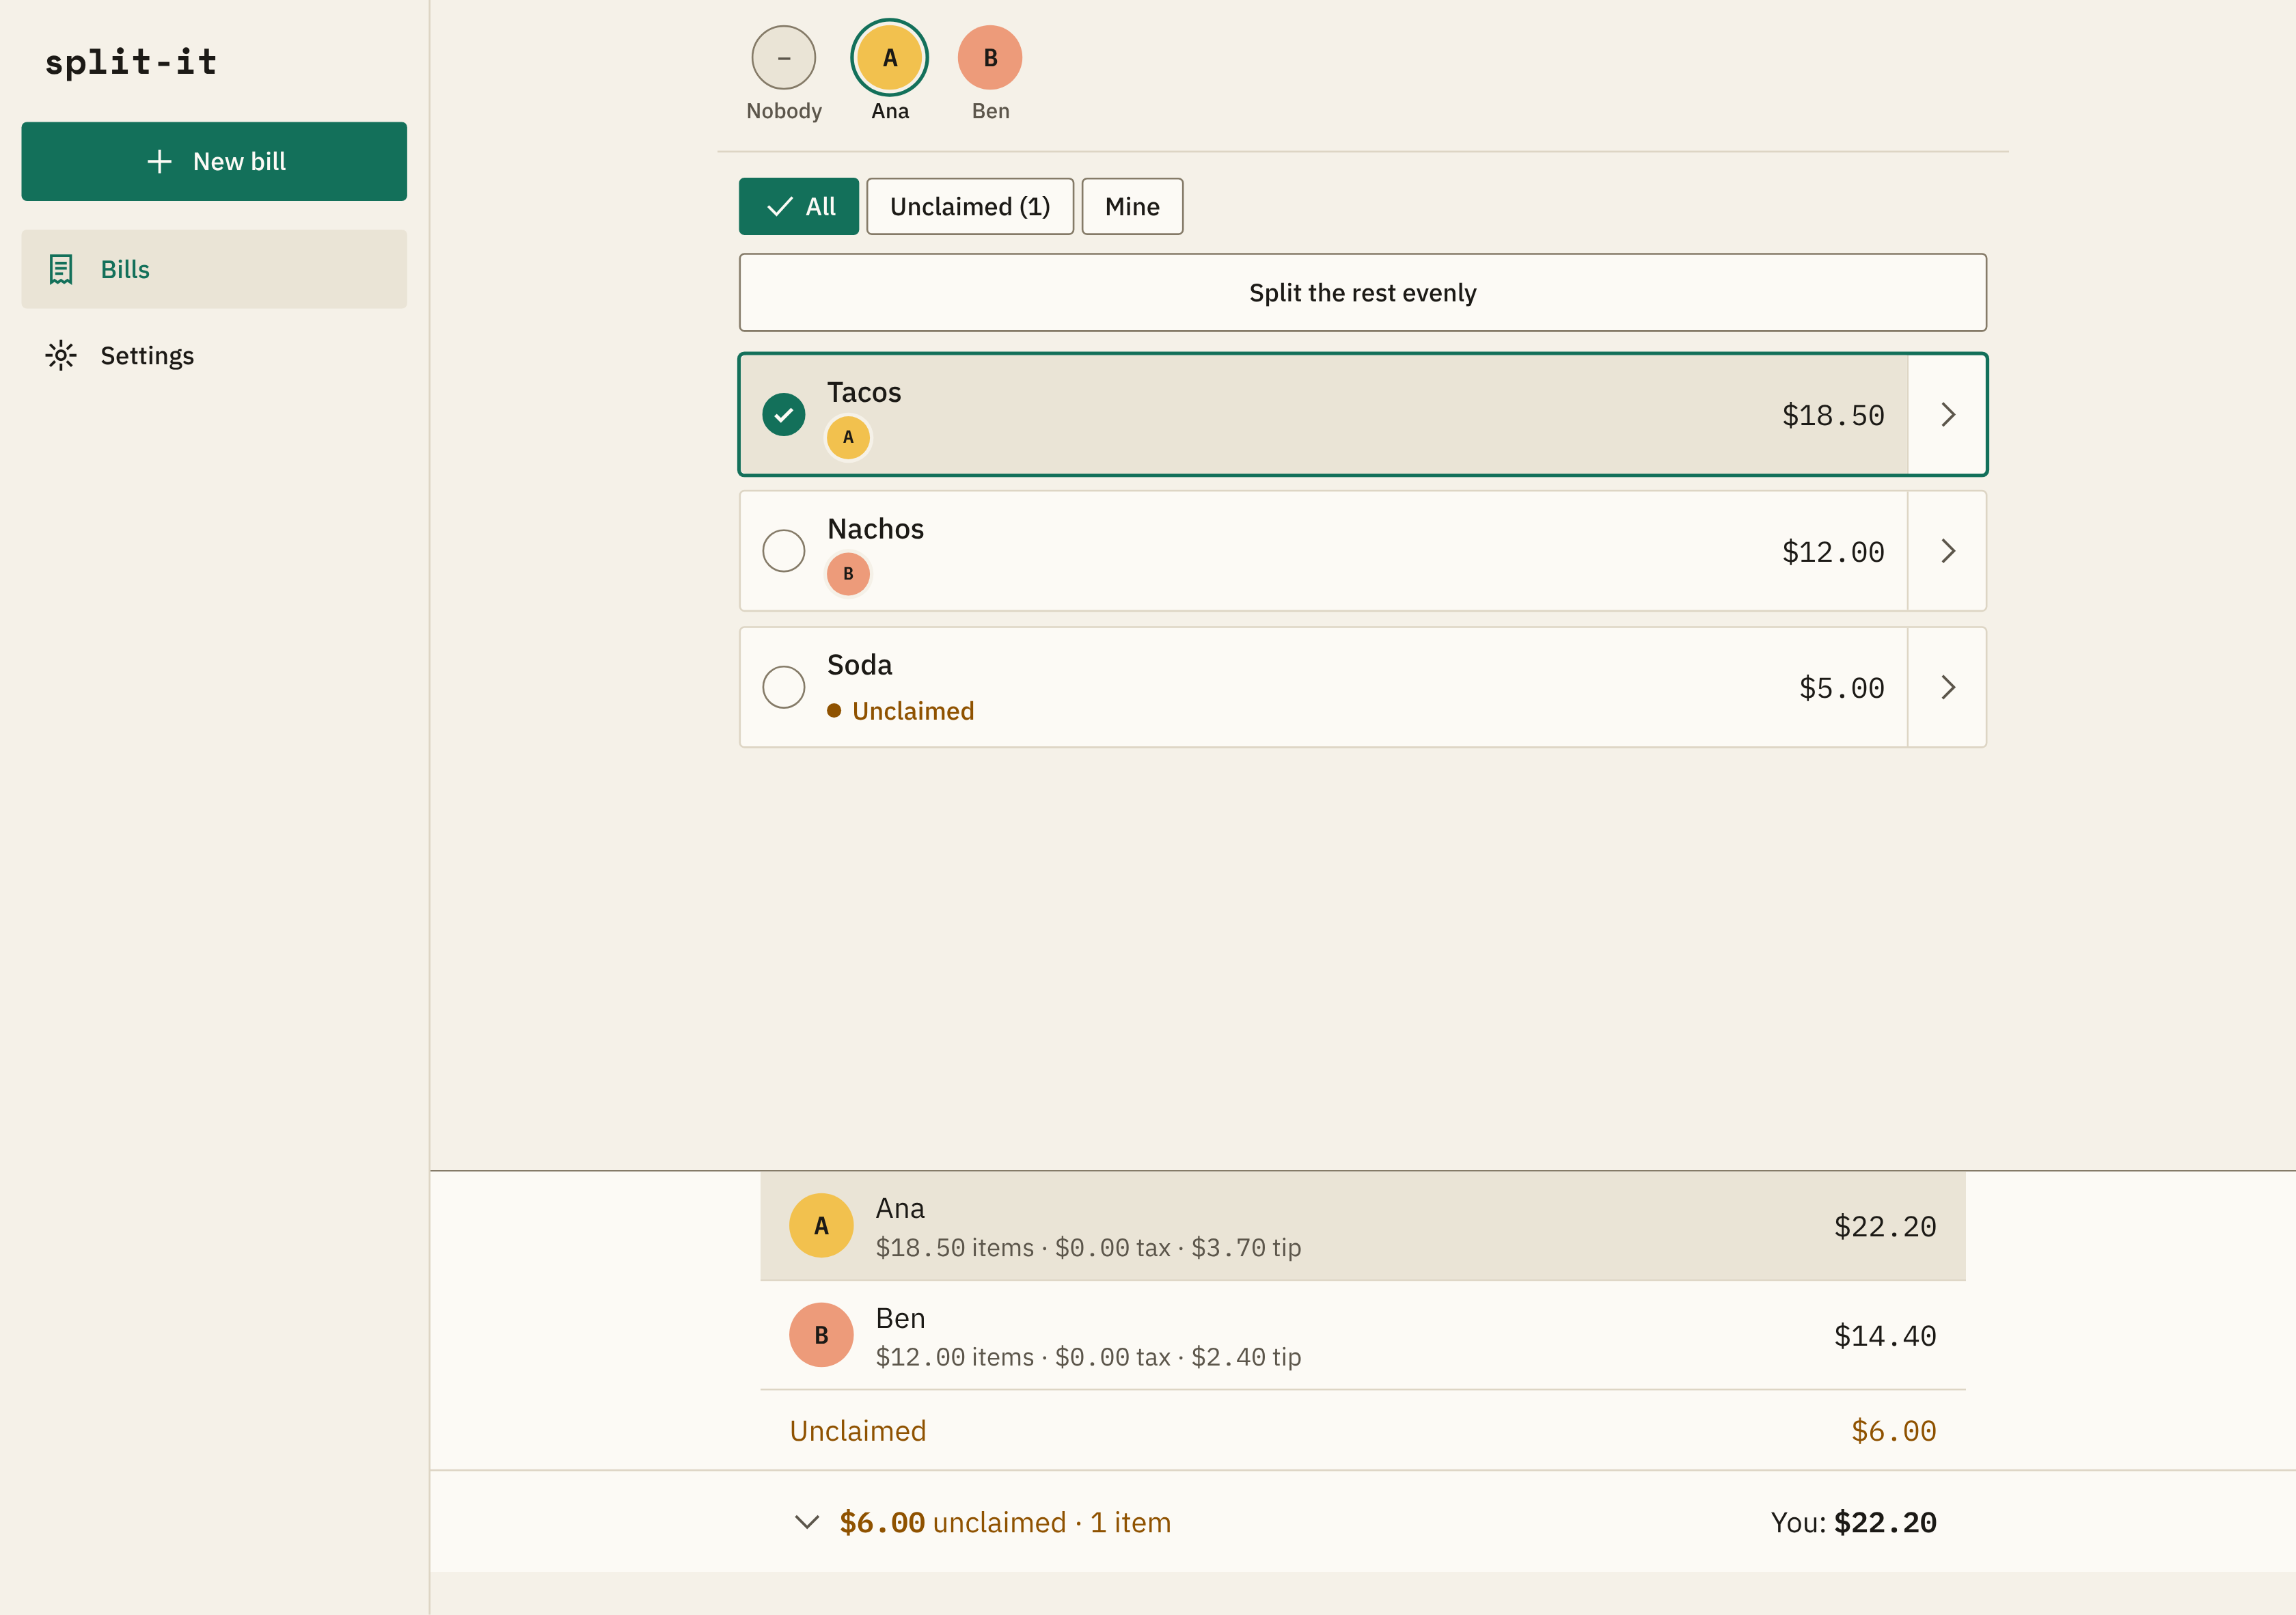 split-it
New bill
Bills
Settings
–
A
B
Nobody
Ana
Ben
All
Unclaimed (1)
Mine
Split the rest evenly
Tacos
A
$18.50
Nachos
B
$12.00
Soda
Unclaimed
$5.00
A
Ana
$18.50 items · $0.00 tax · $3.70 tip
$22.20
B
Ben
$12.00 items · $0.00 tax · $2.40 tip
$14.40
Unclaimed
$6.00
$6.00 unclaimed · 1 item
You: $22.20